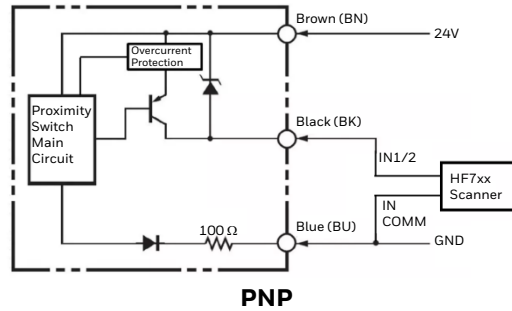 Brown (BN)
24V
Overcurrent
Protection
Proximity
Switch
Main
Circuit
Black (BK)
IN1/2
HF7xx
Scanner
IN
COMM
100 Ω
Blue (BU)
GND
PNP